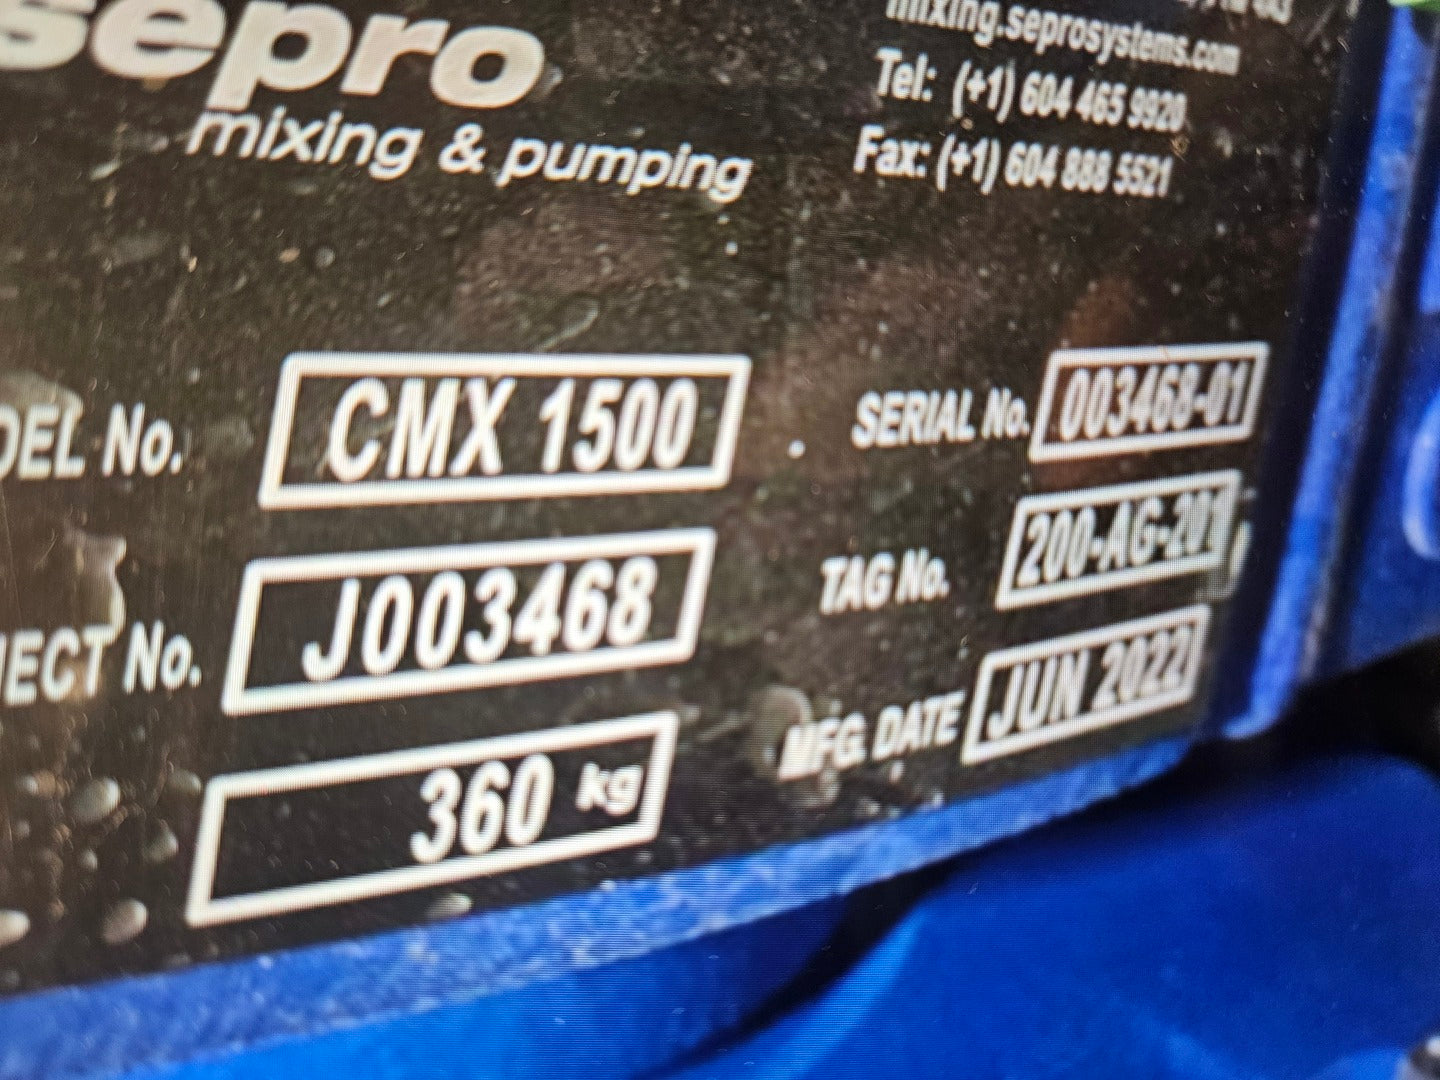 sepro
mixing & pumping
mixing.seprosystems.com
Tel: (+1) 604 465 9920
Fax: (+1) 604 888 5521
DEL No. CMX 1500
SERIAL No. 003468-01
JECT No. J003468
TAG No. 200-AG-201
360 kg
MFG. DATE JUN 2022